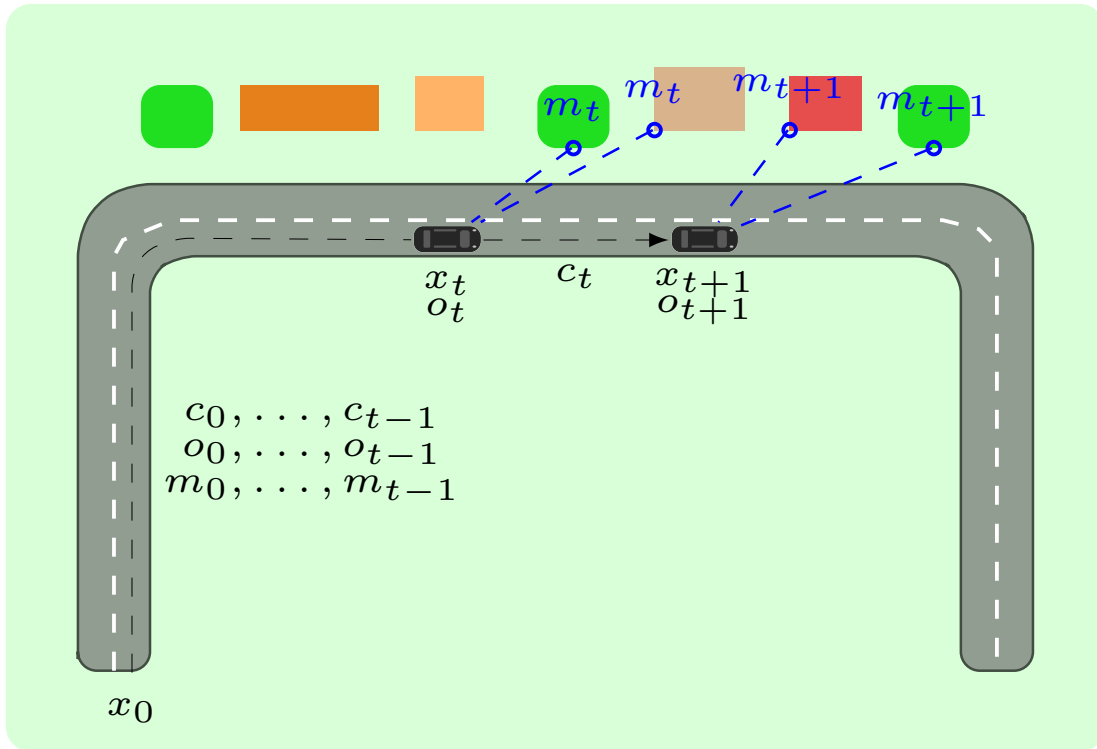 m_t m_t m_{t+1} m_{t+1}
x_t c_t x_{t+1}
o_t o_{t+1}
c_0, . . . , c_{t-1}
o_0, . . . , o_{t-1}
m_0, . . . , m_{t-1}
x_0